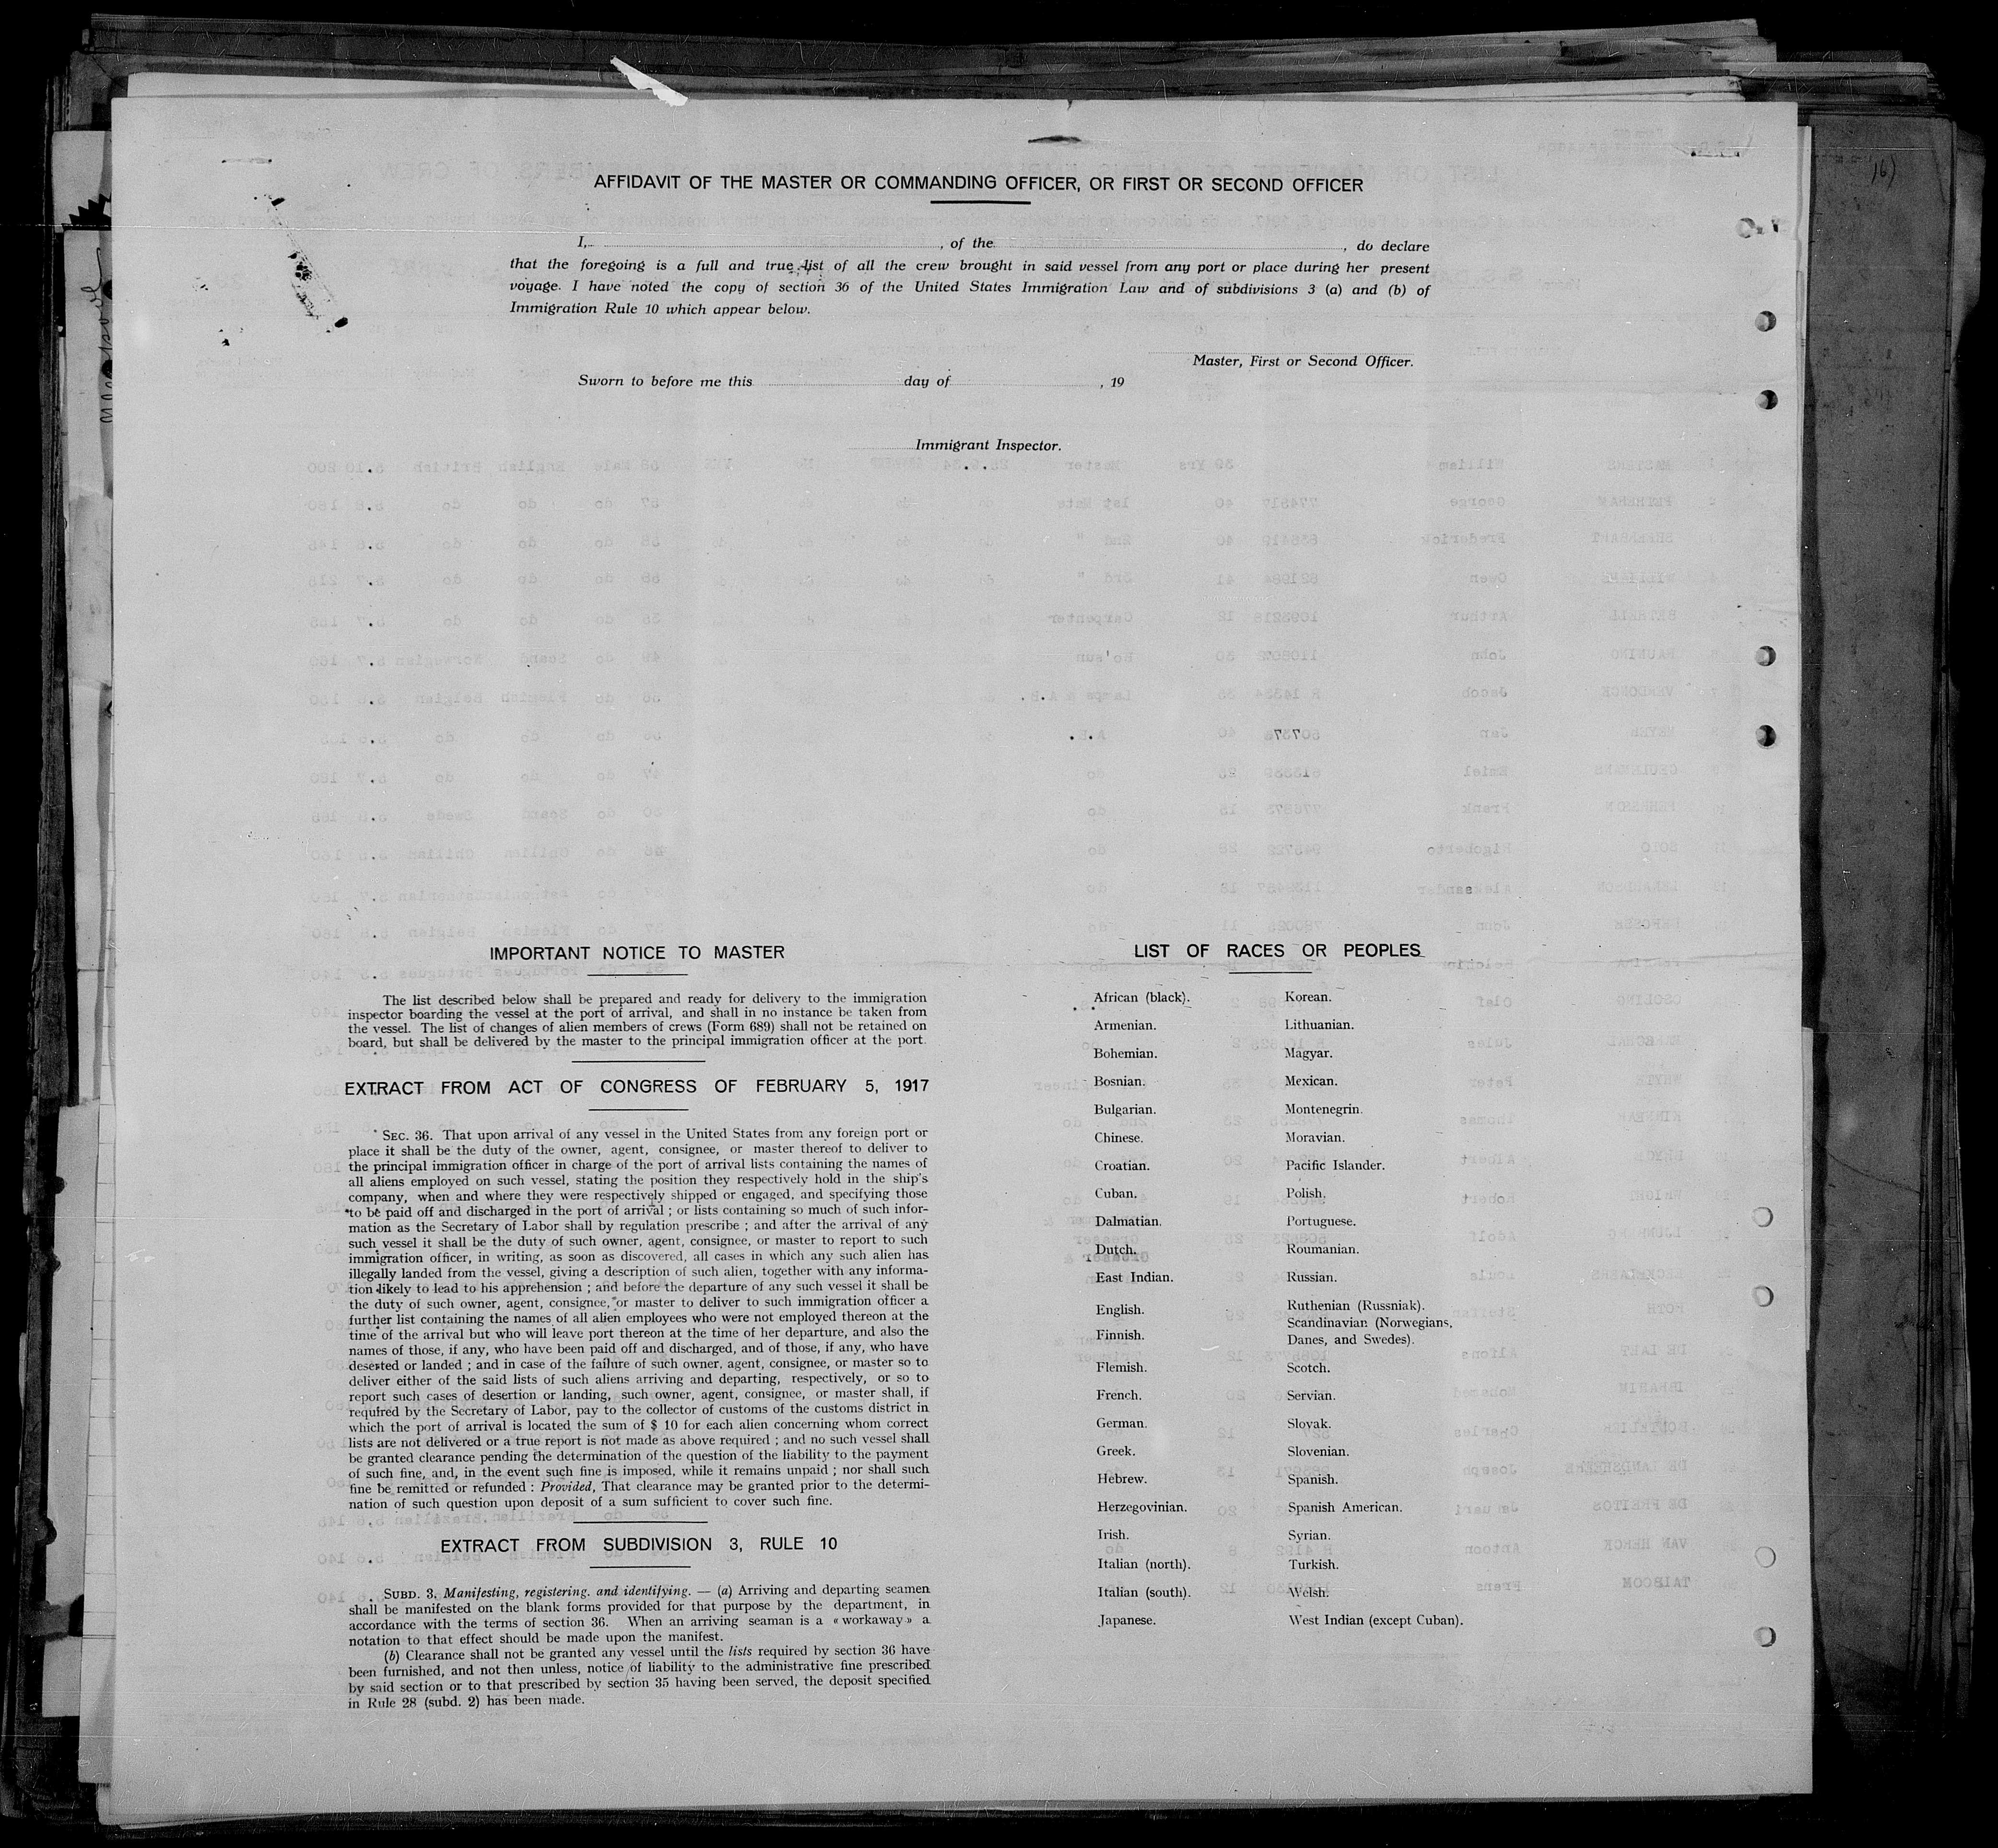 AFFIDAVIT OF THE MASTER OR COMMANDING OFFICER, OR FIRST OR SECOND OFFICER
I, , of the , do declare
that the foregoing is a full and true list of all the crew brought in said vessel from any port or place during her present
voyage. I have noted the copy of section 36 of the United States Immigration Law and of subdivisions 3 (a) and (b) of
Immigration Rule 10 which appear below.
Master, First or Second Officer.
Sworn to before me this day of , 19
Immigrant Inspector.
IMPORTANT NOTICE TO MASTER
The list described below shall be prepared and ready for delivery to the immigration
inspector boarding the vessel at the port of arrival, and shall in no instance be taken from
the vessel. The list of changes of alien members of crews (Form 689) shall not be retained on
board, but shall be delivered by the master to the principal immigration officer at the port.
EXTRACT FROM ACT OF CONGRESS OF FEBRUARY 5, 1917
SEC. 36. That upon arrival of any vessel in the United States from any foreign port or
place it shall be the duty of the owner, agent, consignee, or master thereof to deliver to
the principal immigration officer in charge of the port of arrival lists containing the names of
all aliens employed on such vessel, stating the position they respectively hold in the ship's
company, when and where they were respectively shipped or engaged, and specifying those
to be paid off and discharged in the port of arrival ; or lists containing so much of such infor-
mation as the Secretary of Labor shall by regulation prescribe ; and after the arrival of any
such vessel it shall be the duty of such owner, agent, consignee, or master to report to such
immigration officer, in writing, as soon as discovered, all cases in which any such alien has
illegally landed from the vessel, giving a description of such alien, together with any informa-
tion likely to lead to his apprehension ; and before the departure of any such vessel it shall be
the duty of such owner, agent, consignee, or master to deliver to such immigration officer a
further list containing the names of all alien employees who were not employed thereon at the
time of the arrival but who will leave port thereon at the time of her departure, and also the
names of those, if any, who have been paid off and discharged, and of those, if any, who have
deserted or landed ; and in case of the failure of such owner, agent, consignee, or master so to
deliver either of the said lists of such aliens arriving and departing, respectively, or so to
report such cases of desertion or landing, such owner, agent, consignee, or master shall, if
required by the Secretary of Labor, pay to the collector of customs of the customs district in
which the port of arrival is located the sum of $ 10 for each alien concerning whom correct
lists are not delivered or a true report is not made as above required ; and no such vessel shall
be granted clearance pending the determination of the question of the liability to the payment
of such fine, and, in the event such fine is imposed, while it remains unpaid ; nor shall such
fine be remitted or refunded : Provided, That clearance may be granted prior to the determi-
nation of such question upon deposit of a sum sufficient to cover such fine.
EXTRACT FROM SUBDIVISION 3, RULE 10
SUBD. 3. Manifesting, registering, and identifying. — (a) Arriving and departing seamen
shall be manifested on the blank forms provided for that purpose by the department, in
accordance with the terms of section 36. When an arriving seaman is a « workaway » a
notation to that effect should be made upon the manifest.
(b) Clearance shall not be granted any vessel until the lists required by section 36 have
been furnished, and not then unless, notice of liability to the administrative fine prescribed
by said section or to that prescribed by section 35 having been served, the deposit specified
in Rule 28 (subd. 2) has been made.
LIST OF RACES OR PEOPLES
African (black).
Armenian.
Bohemian.
Bosnian.
Bulgarian.
Chinese.
Croatian.
Cuban.
Dalmatian.
Dutch.
East Indian.
English.
Finnish.
Flemish.
French.
German.
Greek.
Hebrew.
Herzegovinian.
Irish.
Italian (north).
Italian (south).
Japanese.
Korean.
Lithuanian.
Magyar.
Mexican.
Montenegrin.
Moravian.
Pacific Islander.
Polish.
Portuguese.
Roumanian.
Russian.
Ruthenian (Russniak).
Scandinavian (Norwegians,
Danes, and Swedes).
Scotch.
Servian.
Slovak.
Slovenian.
Spanish.
Spanish American.
Syrian.
Turkish.
Welsh.
West Indian (except Cuban).